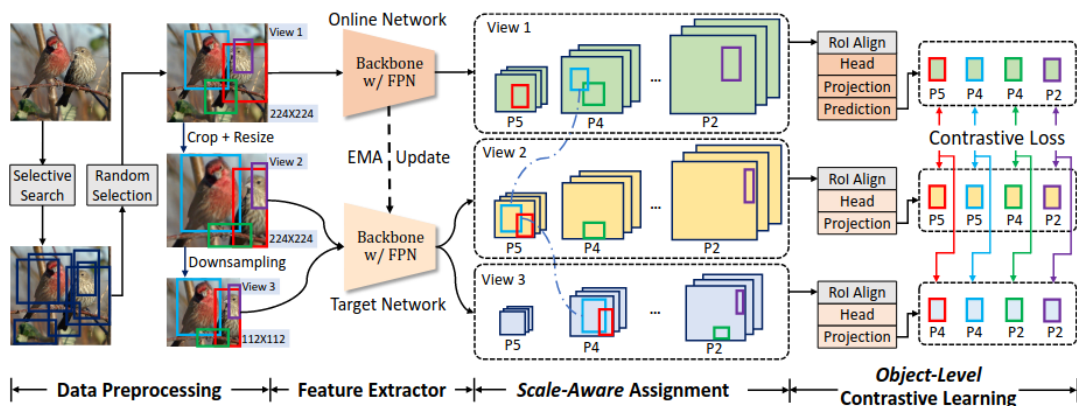 Online Network
View 1
224X224
Crop + Resize
Selective
Search
Random
Selection
View 2
224X224
Downsampling
View 3
112X112
Backbone
w/ FPN
EMA Update
Backbone
w/ FPN
Target Network
View 1
P5
P4
...
P2
View 2
P5
P4
...
P2
View 3
P5
P4
...
P2
RoI Align
Head
Projection
Prediction
P5 P4 P4 P2
Contrastive Loss
RoI Align
Head
Projection
P5 P5 P4 P2
RoI Align
Head
Projection
P4 P4 P2 P2
Data Preprocessing
Feature Extractor
Scale-Aware Assignment
Object-Level
Contrastive Learning